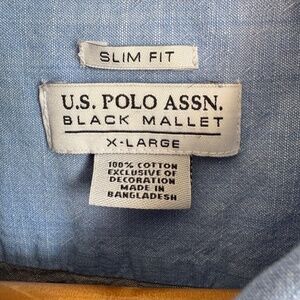 SLIM FIT
U.S. POLO ASSN.
BLACK MALLET
X-LARGE
100% COTTON
EXCLUSIVE OF
DECORATION
MADE IN
BANGLADESH